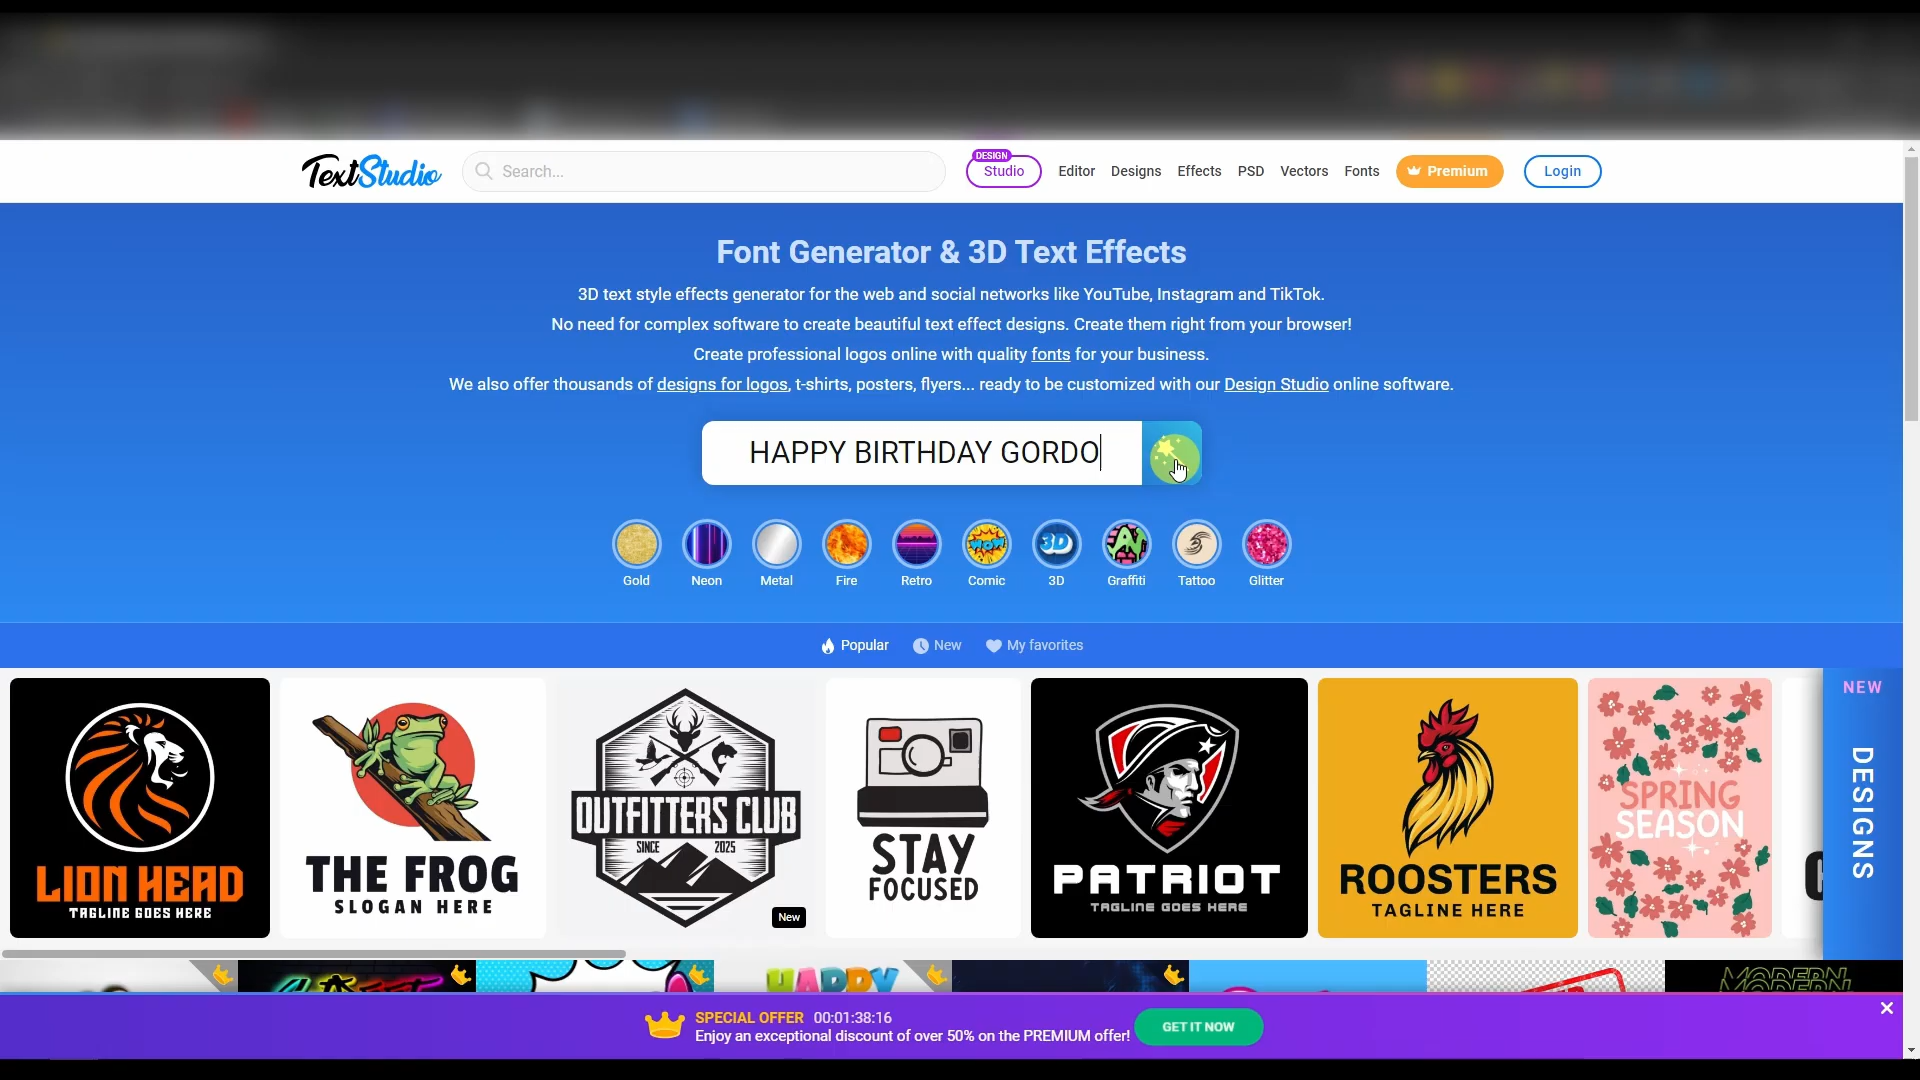 TextStudio
Search...
DESIGN
Studio
Editor
Designs
Effects
PSD
Vectors
Fonts
Premium
Login
Font Generator & 3D Text Effects
3D text style effects generator for the web and social networks like YouTube, Instagram and TikTok.
No need for complex software to create beautiful text effect designs. Create them right from your browser!
Create professional logos online with quality fonts for your business.
We also offer thousands of designs for logos, t-shirts, posters, flyers... ready to be customized with our Design Studio online software.
HAPPY BIRTHDAY GORDO
Gold
Neon
Metal
Fire
Retro
WOW
Comic
3D
3D
Graffiti
Tattoo
Glitter
Popular
New
My favorites
LION HEAD
TAGLINE GOES HERE
THE FROG
SLOGAN HERE
OUTFITTERS CLUB
SINCE 2025
New
STAY
FOCUSED
PATRIOT
TAGLINE GOES HERE
ROOSTERS
TAGLINE HERE
SPRING
SEASON
NEW
DESIGNS
HAPPY
MODERN
SPECIAL OFFER 00:01:38:16
Enjoy an exceptional discount of over 50% on the PREMIUM offer!
GET IT NOW